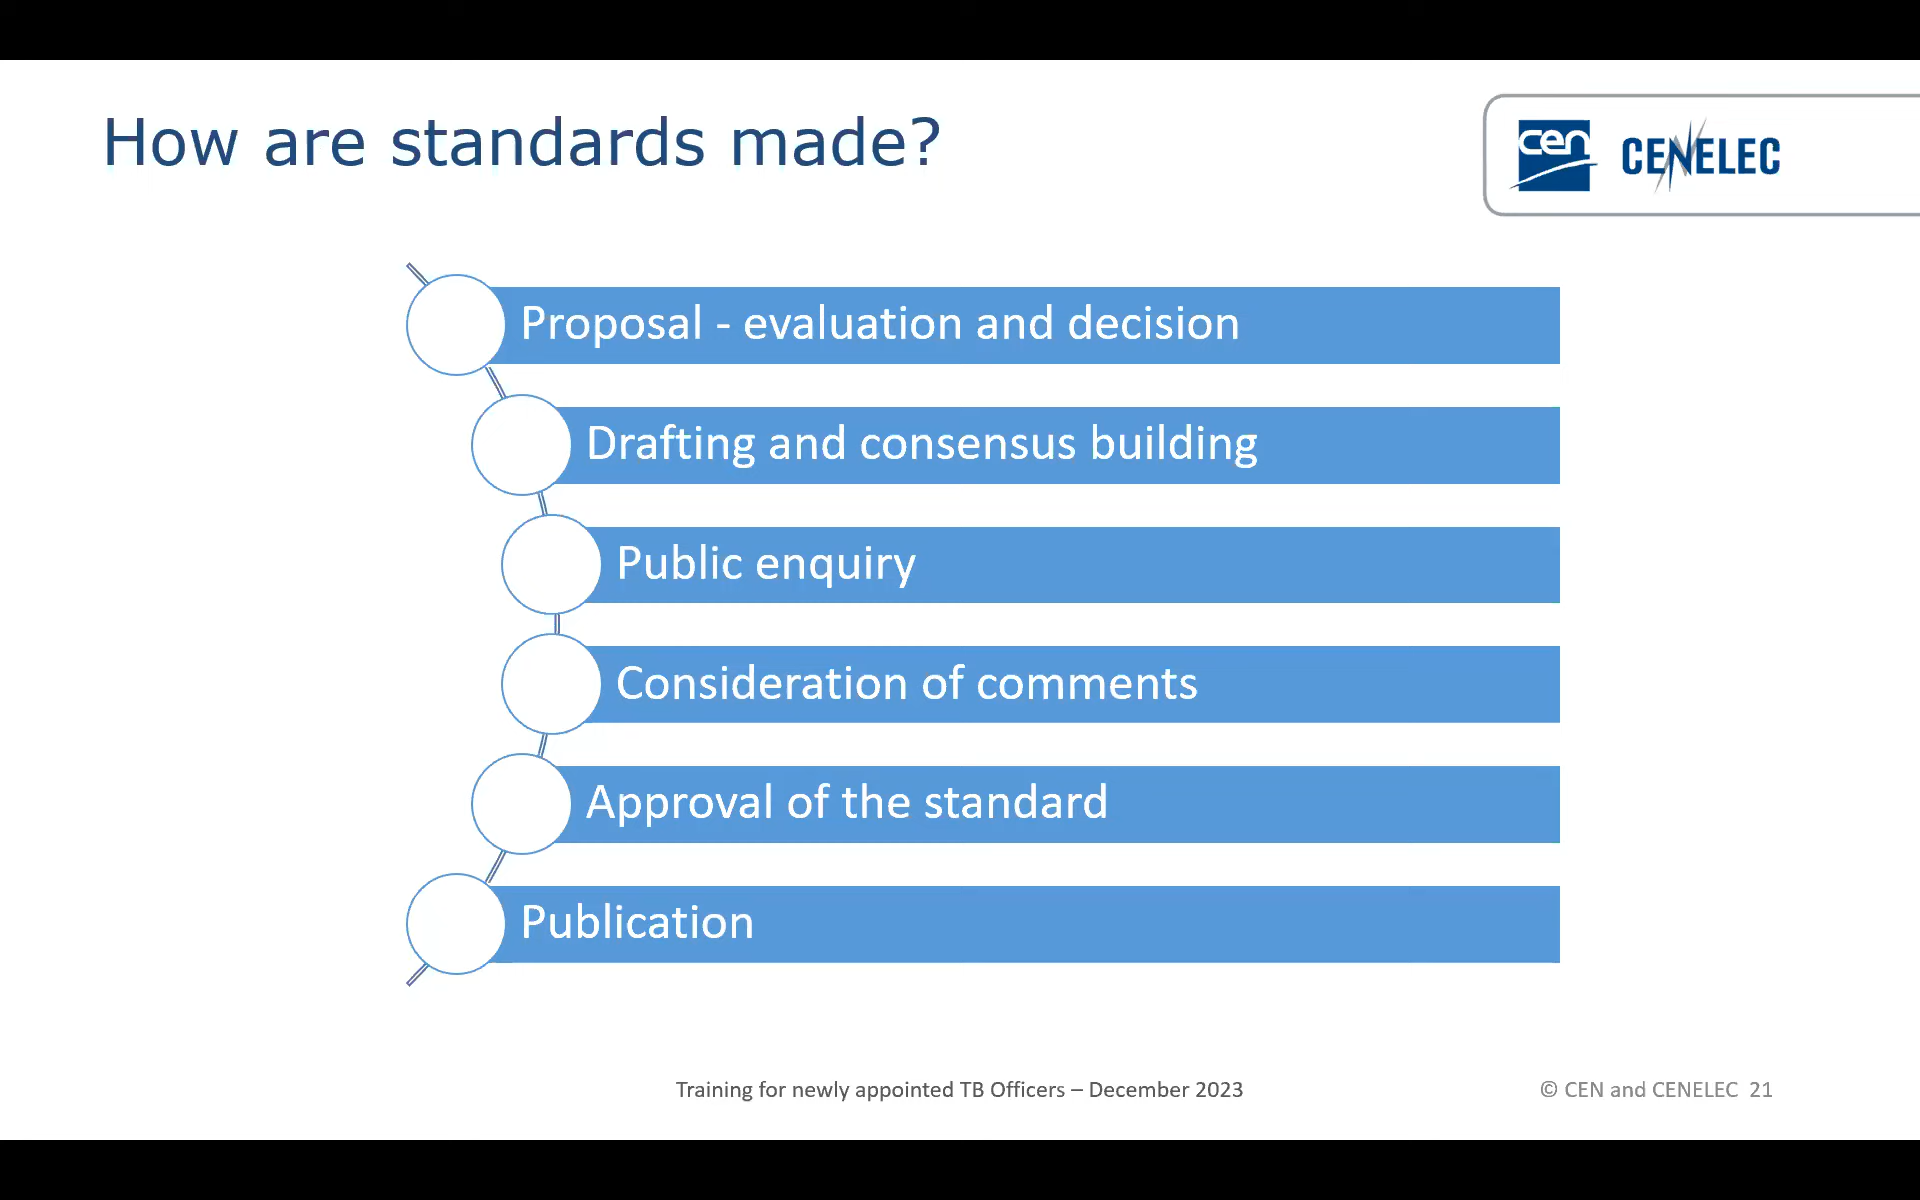 How are standards made?
cen CENELEC
Proposal - evaluation and decision
Drafting and consensus building
Public enquiry
Consideration of comments
Approval of the standard
Publication
Training for newly appointed TB Officers – December 2023
© CEN and CENELEC 21